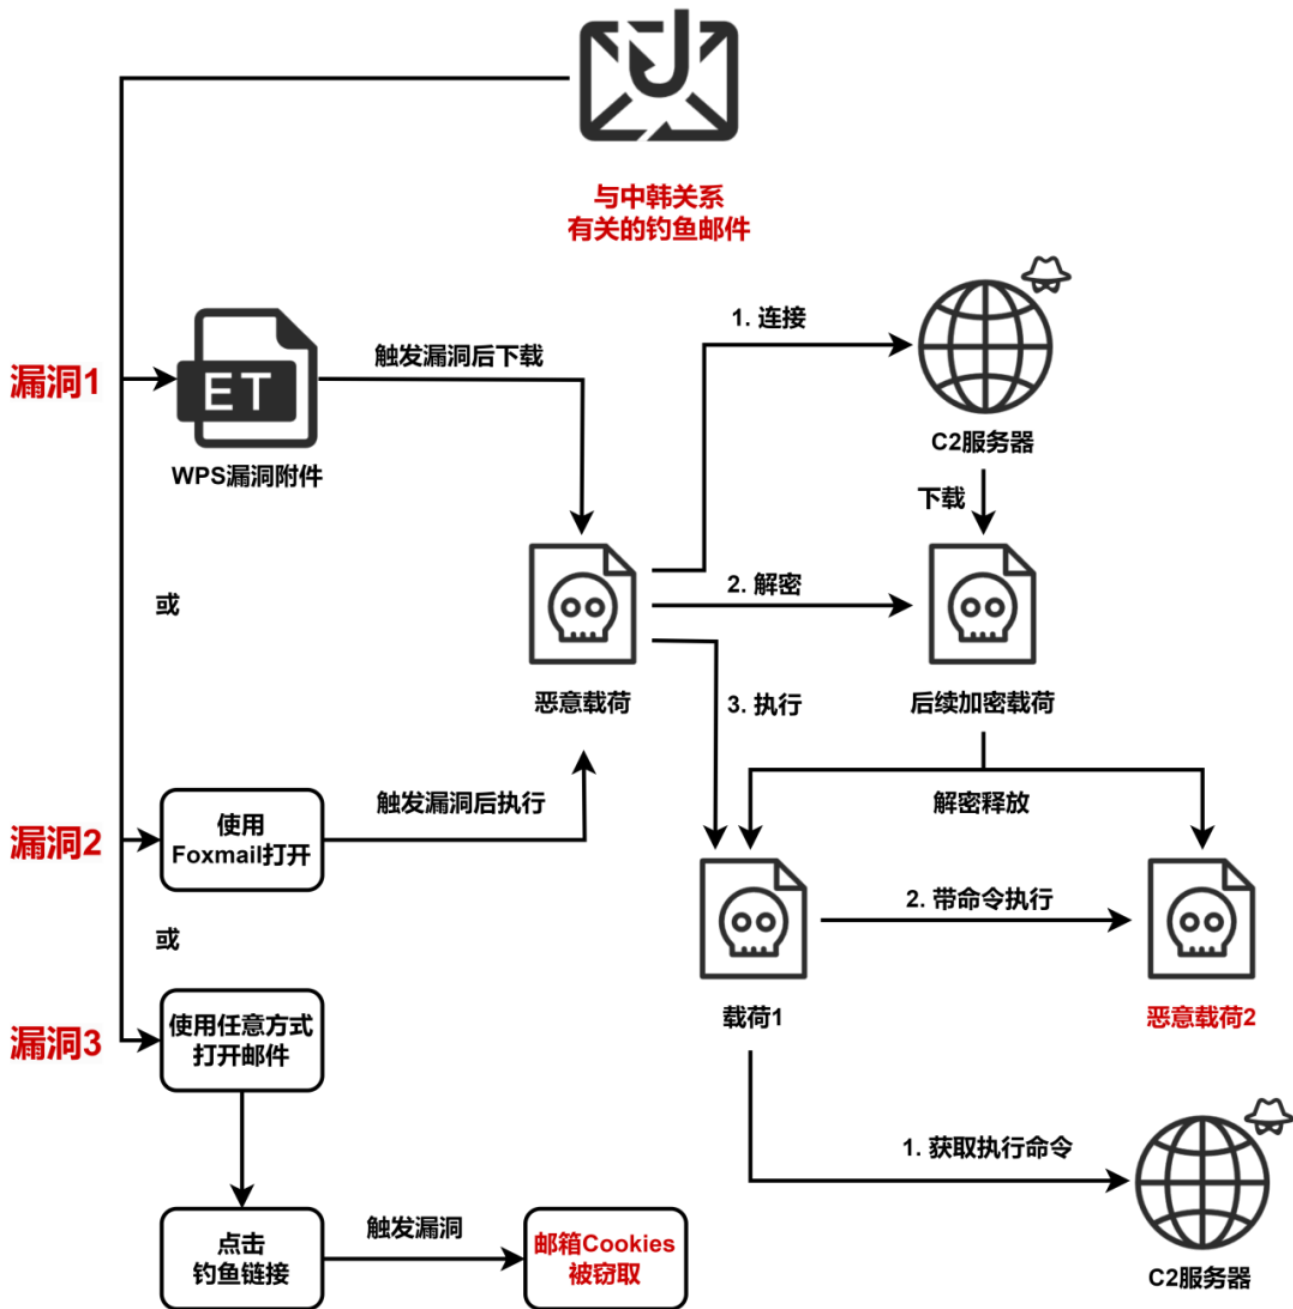 与中韩关系
有关的钓鱼邮件
1. 连接
触发漏洞后下载
漏洞1
ET
WPS漏洞附件
C2服务器
下载
或
2. 解密
恶意载荷
3. 执行
后续加密载荷
触发漏洞后执行
解密释放
漏洞2
使用
Foxmail打开
2. 带命令执行
或
漏洞3
使用任意方式
打开邮件
载荷1
恶意载荷2
1. 获取执行命令
触发漏洞
点击
钓鱼链接
邮箱Cookies
被窃取
C2服务器